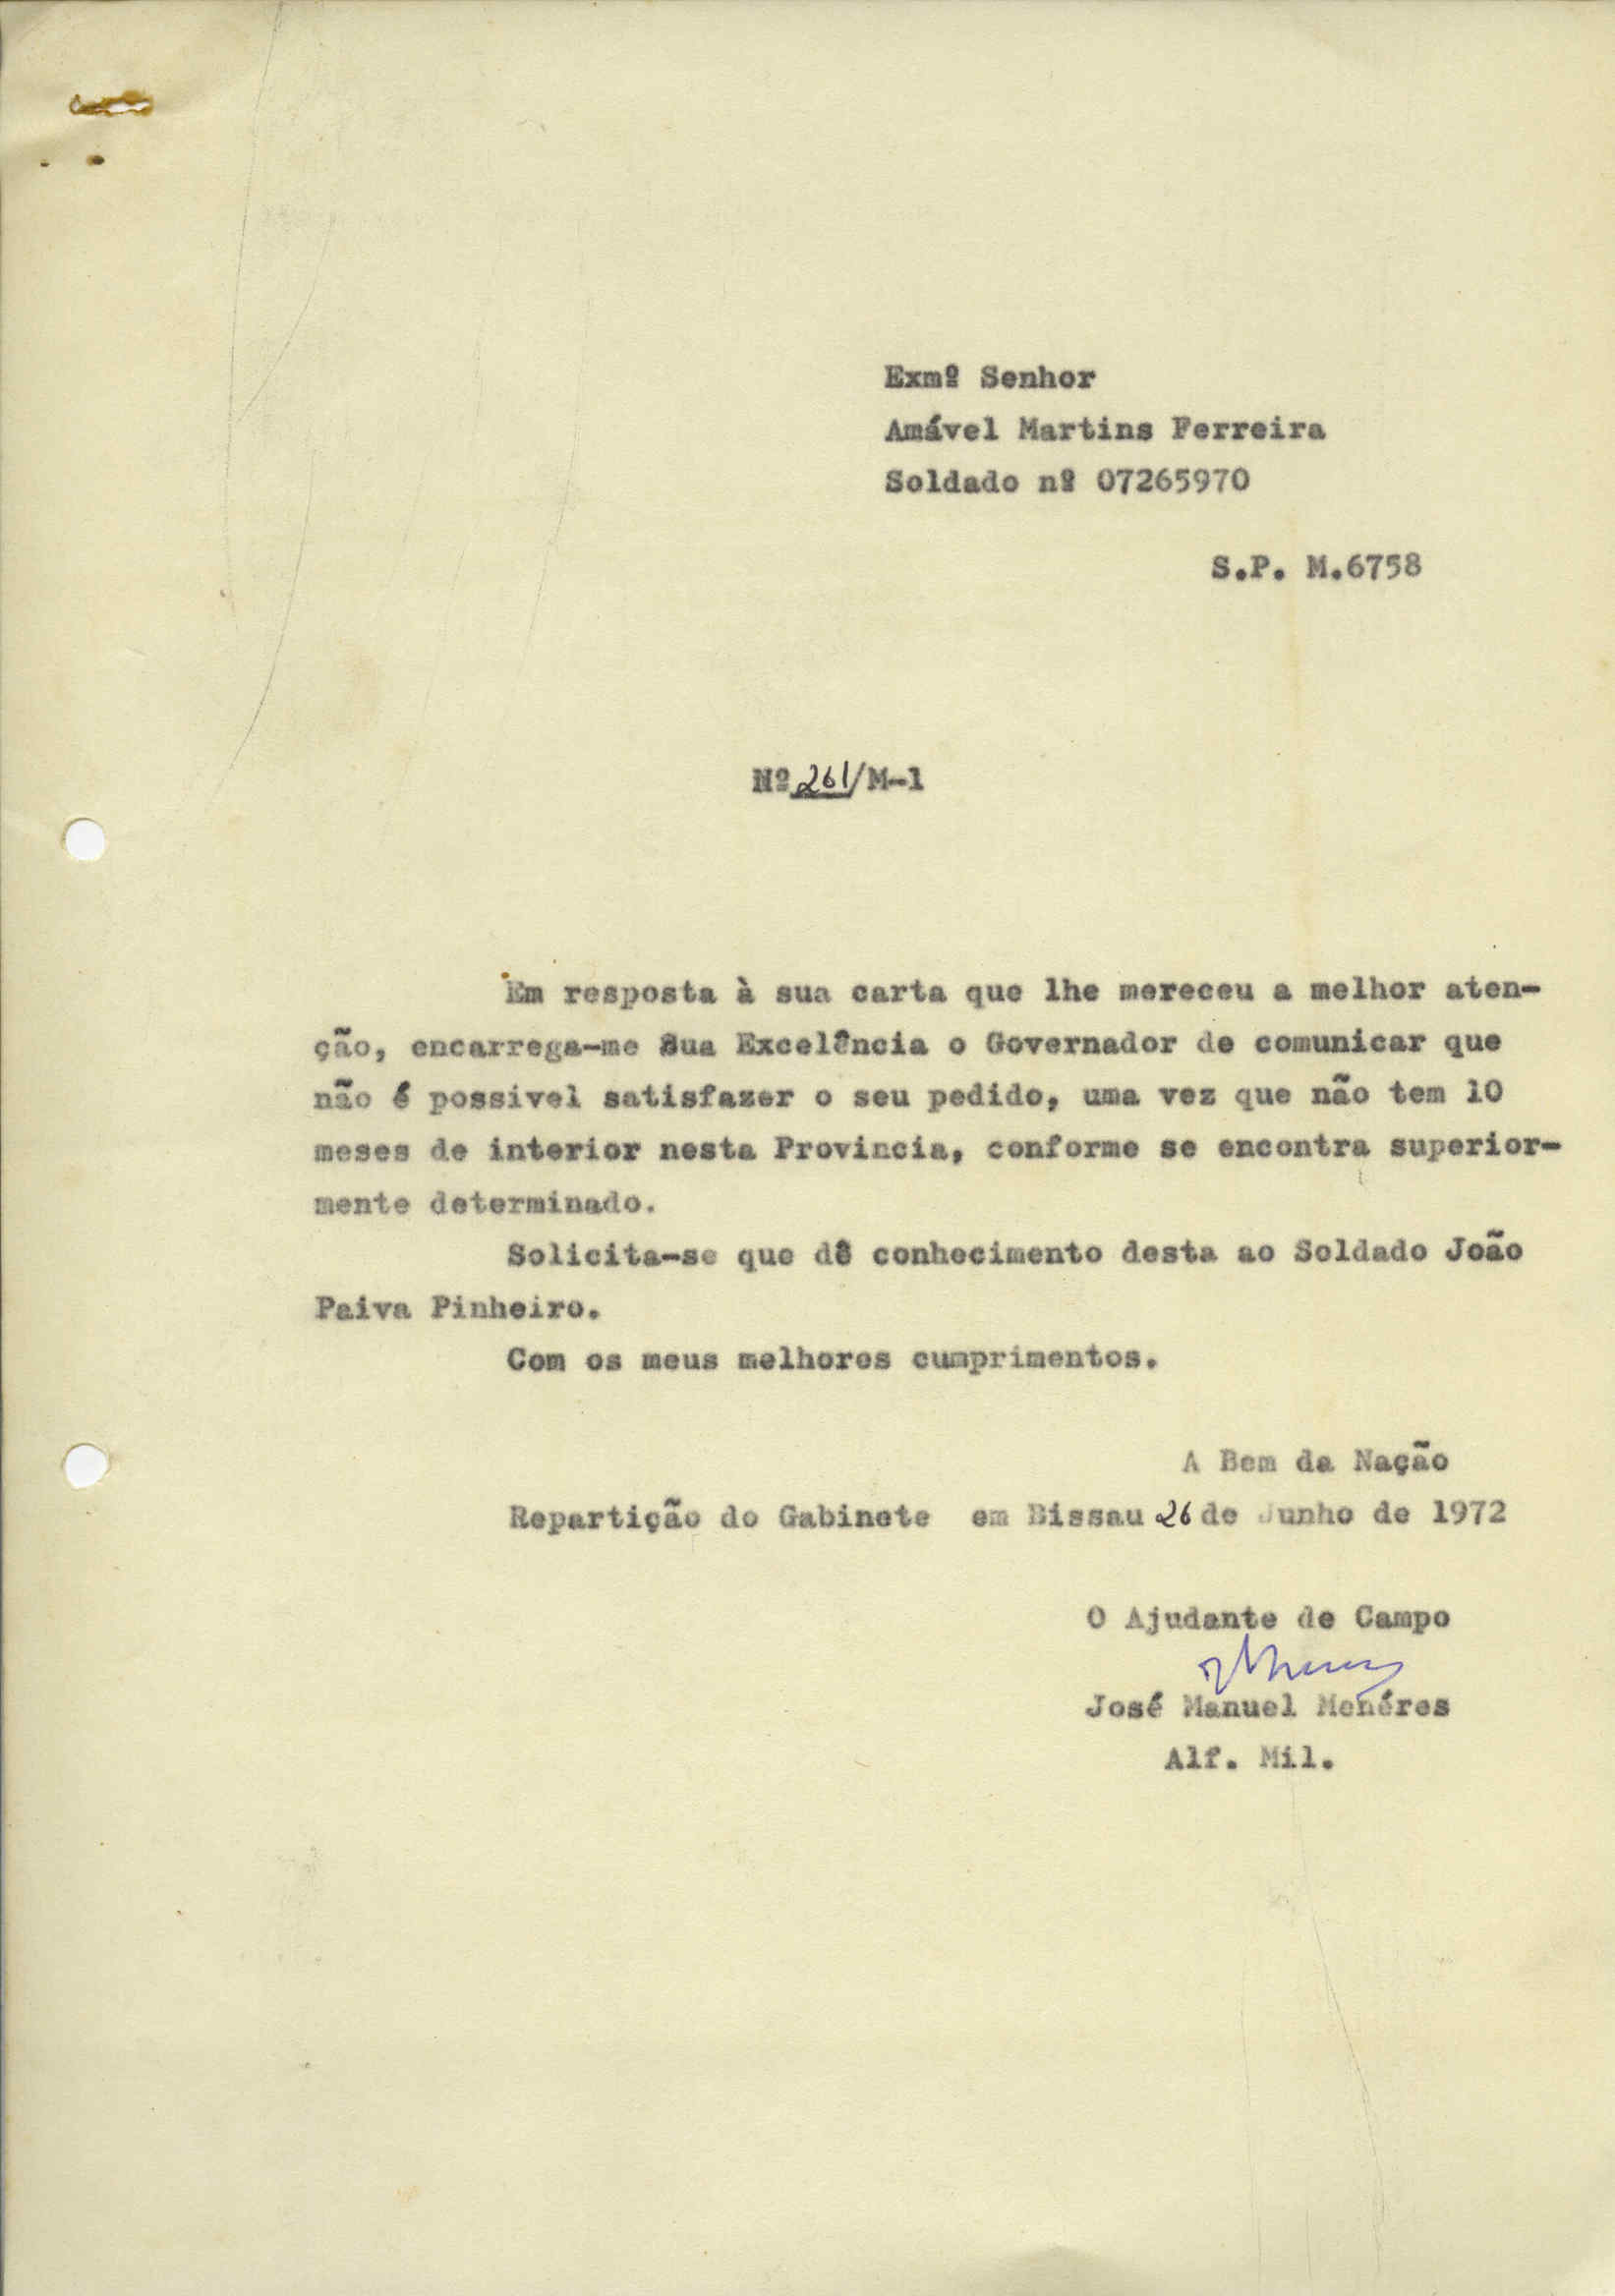 Exmº Senhor
Amável Martins Ferreira
Soldado nº 07265970
S.P. M.6758
Nº 261/M-1
Em resposta à sua carta que lhe mereceu a melhor aten-
ção, encarrega-me Sua Excelência o Governador de comunicar que
não é possivel satisfazer o seu pedido, uma vez que não tem 10
meses de interior nesta Provincia, conforme se encontra superior-
mente determinado.
Solicita-se que dê conhecimento desta ao Soldado João
Paiva Pinheiro.
Com os meus melhores cumprimentos.
A Bem da Nação
Repartição do Gabinete em Bissau 26 de Junho de 1972
O Ajudante de Campo
José Manuel Menéres
Alf. Mil.